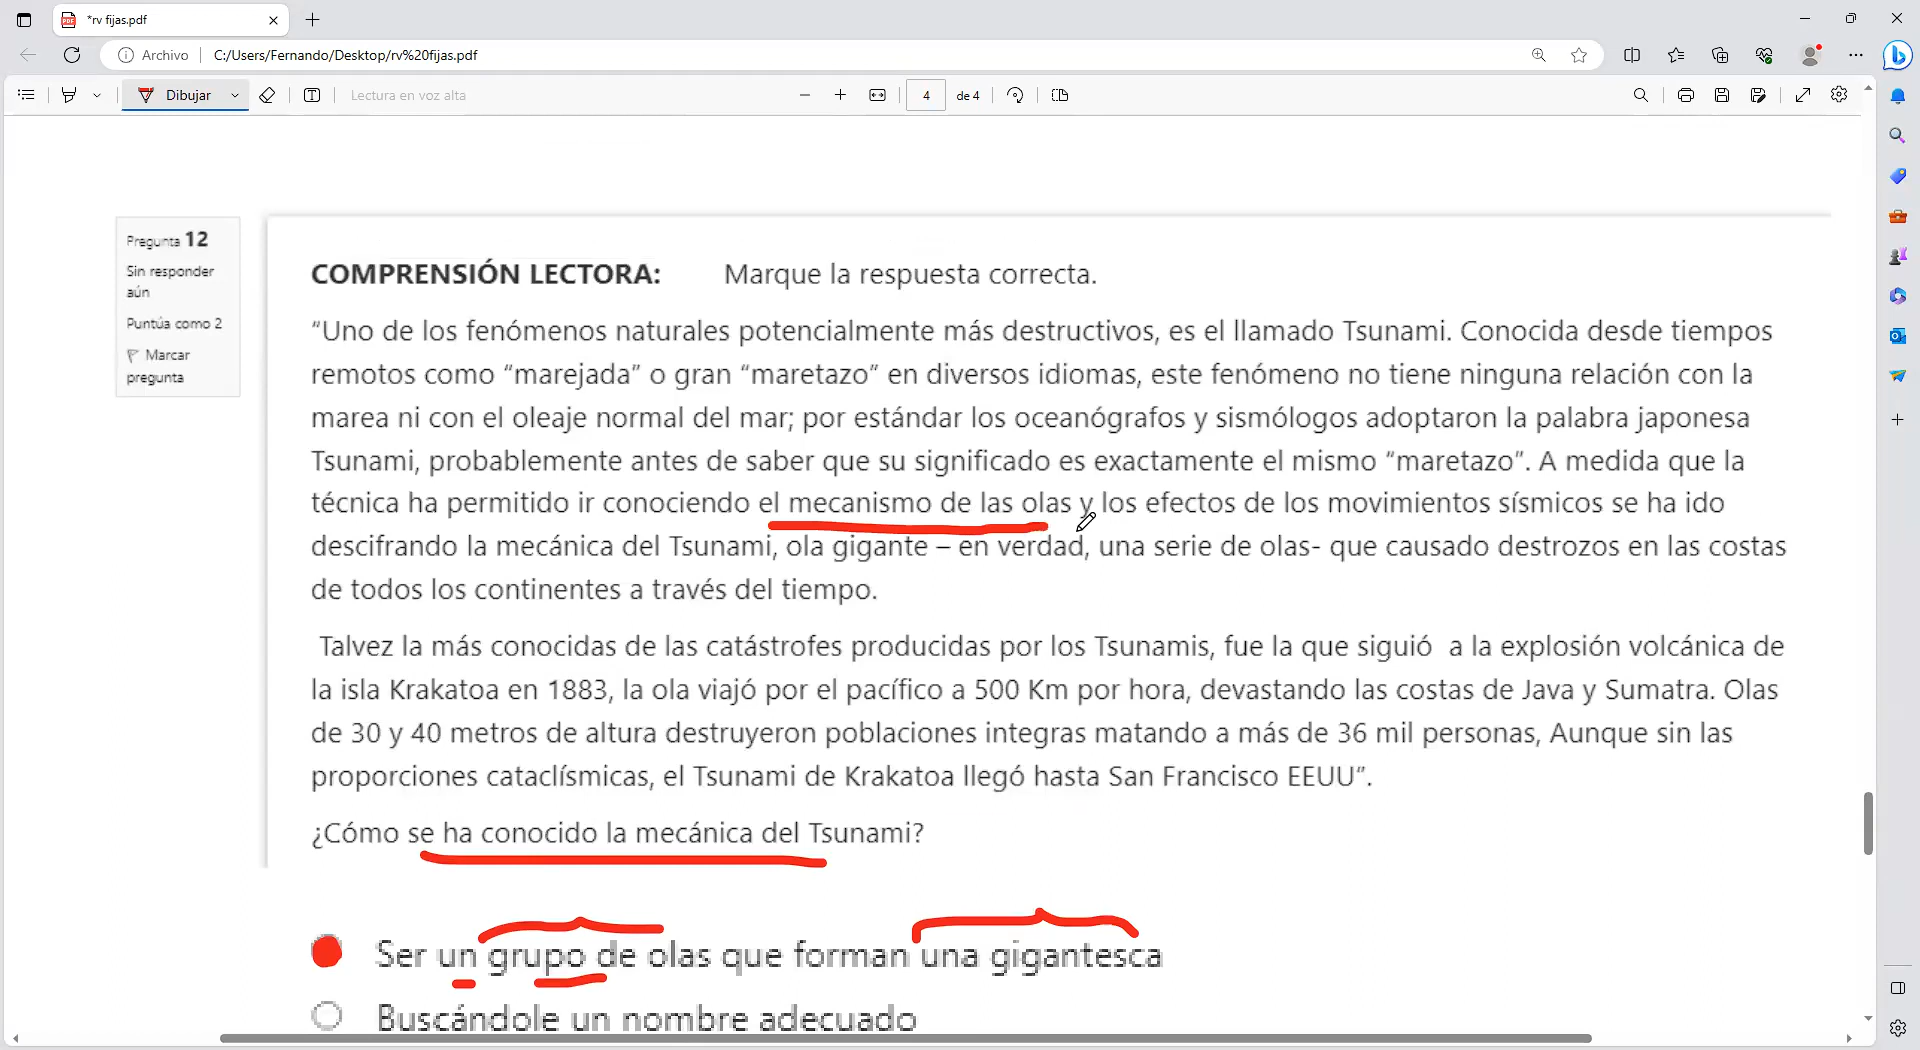 *rv fijas.pdf
Archivo
C:/Users/Fernando/Desktop/rv%20fijas.pdf
Dibujar
Lectura en voz alta
4
de 4
Pregunta 12
Sin responder
aún
Puntúa como 2
Marcar
pregunta
COMPRENSIÓN LECTORA: Marque la respuesta correcta.
“Uno de los fenómenos naturales potencialmente más destructivos, es el llamado Tsunami. Conocida desde tiempos
remotos como “marejada” o gran “maretazo” en diversos idiomas, este fenómeno no tiene ninguna relación con la
marea ni con el oleaje normal del mar; por estándar los oceanógrafos y sismólogos adoptaron la palabra japonesa
Tsunami, probablemente antes de saber que su significado es exactamente el mismo “maretazo”. A medida que la
técnica ha permitido ir conociendo el mecanismo de las olas y los efectos de los movimientos sísmicos se ha ido
descifrando la mecánica del Tsunami, ola gigante – en verdad, una serie de olas- que causado destrozos en las costas
de todos los continentes a través del tiempo.
Talvez la más conocidas de las catástrofes producidas por los Tsunamis, fue la que siguió a la explosión volcánica de
la isla Krakatoa en 1883, la ola viajó por el pacífico a 500 Km por hora, devastando las costas de Java y Sumatra. Olas
de 30 y 40 metros de altura destruyeron poblaciones integras matando a más de 36 mil personas, Aunque sin las
proporciones cataclísmicas, el Tsunami de Krakatoa llegó hasta San Francisco EEUU”.
¿Cómo se ha conocido la mecánica del Tsunami?
Ser un grupo de olas que forman una gigantesca
Buscándole un nombre adecuado